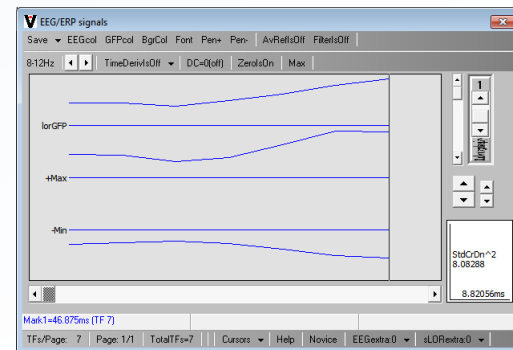 EEG/ERP signals
Save EEGcol GFPcol BgrCol Font Pen+ Pen- AvRefIsOff FilterIsOff
8-12Hz TimeDerivIsOff DC=0(off) ZeroIsOn Max
1
lorGFP
+Max
-Min
StdCrDn^2
8.08288
8.82056ms
Mark1=46.875ms (TF 7)
TFs/Page: 7 Page: 1/1 TotalTFs=7 Cursors Help Novice EEGextra:0 sLORextra:0